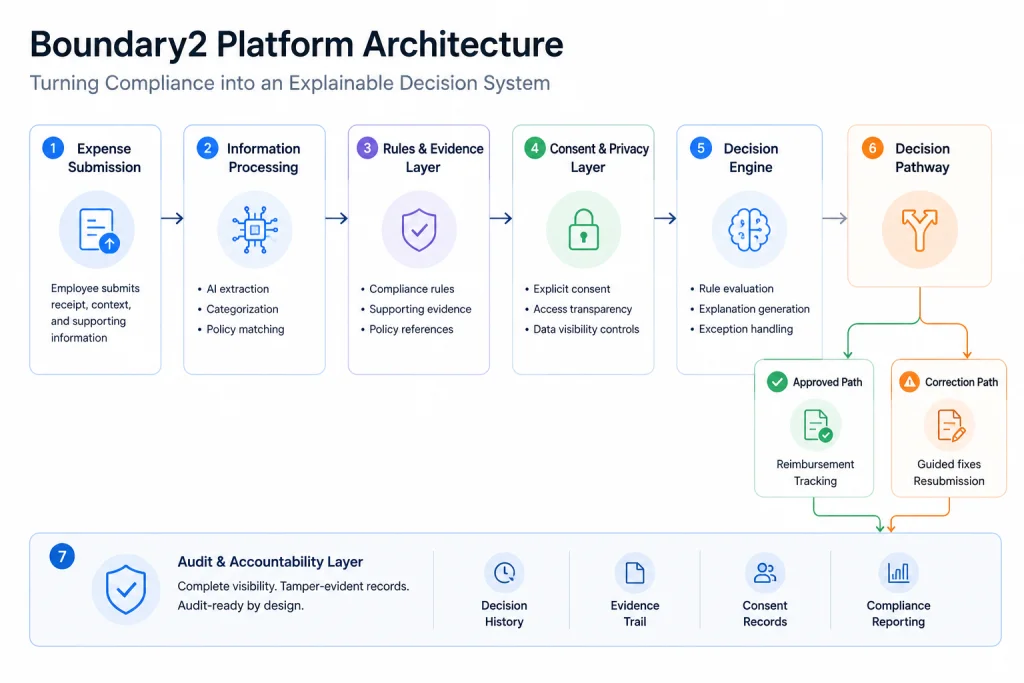 Boundary2 Platform Architecture
Turning Compliance into an Explainable Decision System
1
Expense
Submission
Employee submits
receipt, context,
and supporting
information
2
Information
Processing
• AI extraction
• Categorization
• Policy matching
3
Rules & Evidence
Layer
• Compliance rules
• Supporting evidence
• Policy references
4
Consent & Privacy
Layer
• Explicit consent
• Access transparency
• Data visibility controls
5
Decision
Engine
• Rule evaluation
• Explanation generation
• Exception handling
6
Decision
Pathway
Approved Path
Reimbursement
Tracking
Correction Path
Guided fixes
Resubmission
7
Audit & Accountability Layer
Complete visibility. Tamper-evident records.
Audit-ready by design.
Decision
History
Evidence
Trail
Consent
Records
Compliance
Reporting